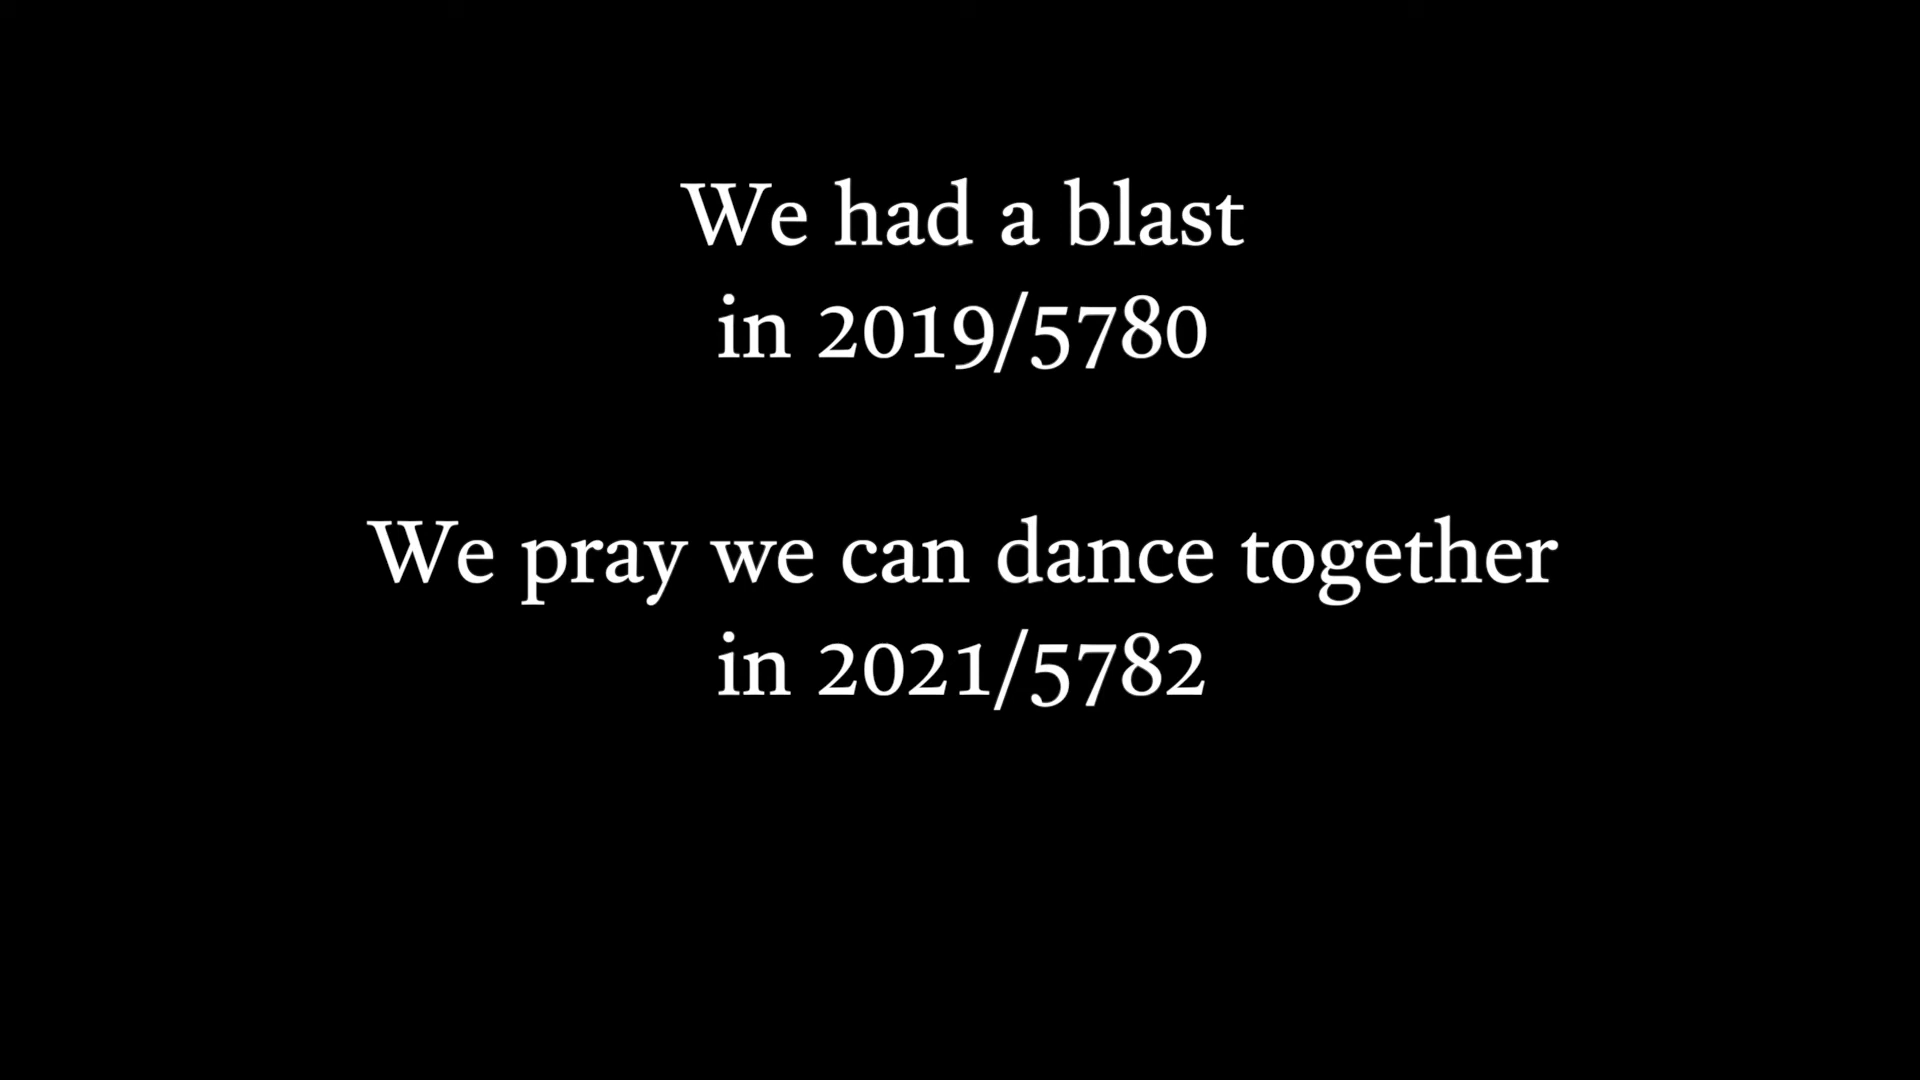 We had a blast
in 2019/5780
We pray we can dance together
in 2021/5782